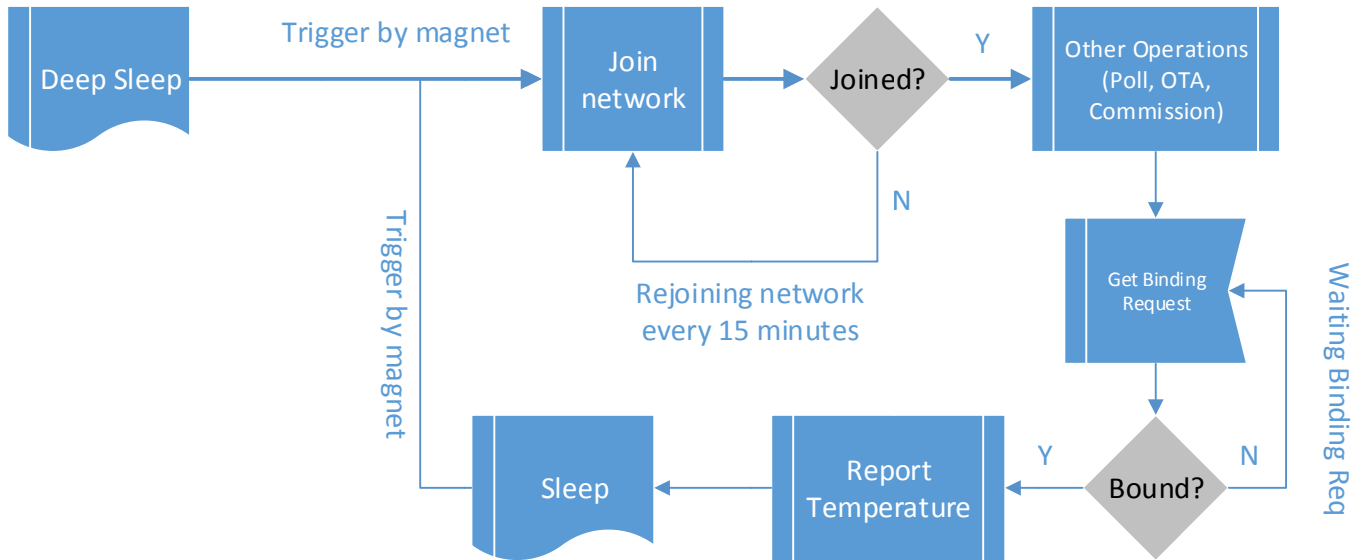 Deep Sleep
Trigger by magnet
Join
network
Joined?
Y
Other Operations
(Poll, OTA,
Commission)
N
Rejoining network
every 15 minutes
Get Binding
Request
Waiting Binding Req
Trigger by magnet
Sleep
Report
Temperature
Y
Bound?
N